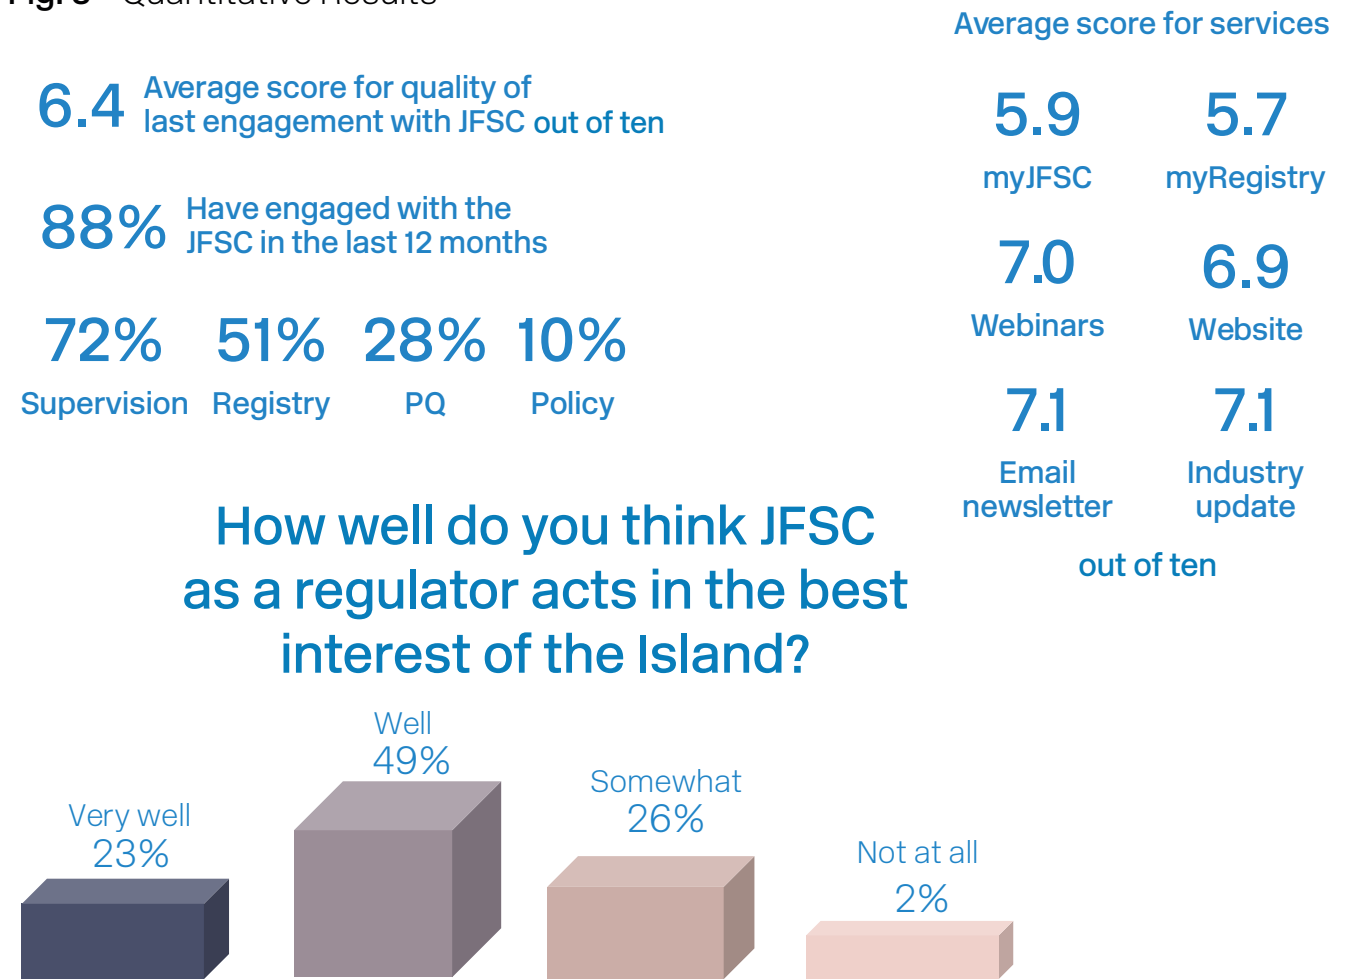 Quantitative Results
6.4 Average score for quality of
last engagement with JFSC out of ten
88% Have engaged with the
JFSC in the last 12 months
72% 51% 28% 10%
Supervision Registry PQ Policy
Average score for services
5.9 5.7
myJFSC myRegistry
7.0 6.9
Webinars Website
7.1 7.1
Email Industry
newsletter update
out of ten
How well do you think JFSC
as a regulator acts in the best
interest of the Island?
Very well
23%
Well
49%
Somewhat
26%
Not at all
2%